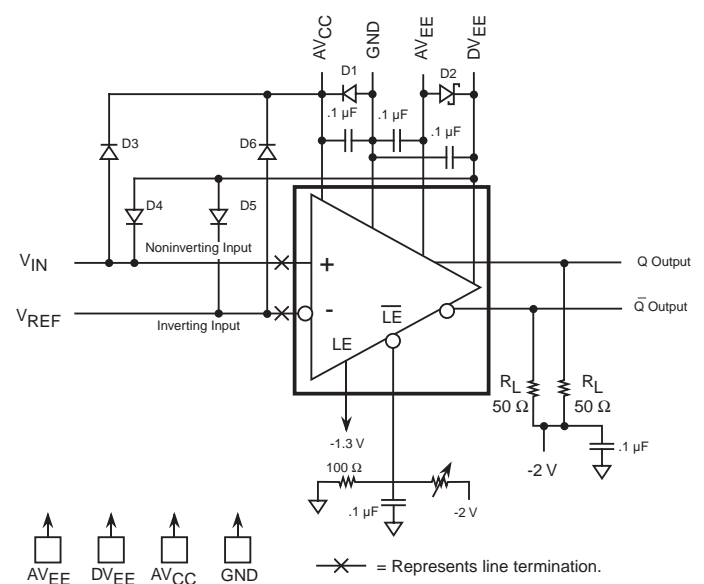 AVCC GND AVEE DVEE
D1 D2
.1 µF .1 µF .1 µF
D3 D6
D4 D5
Noninverting Input
VIN
+
Q Output
VREF
-
LE
Q Output
Inverting Input
LE
RL 50 Ω
RL 50 Ω
-1.3 V
.1 µF
-2 V
100 Ω
.1 µF
-2 V
AVEE DVEE AVCC GND
= Represents line termination.